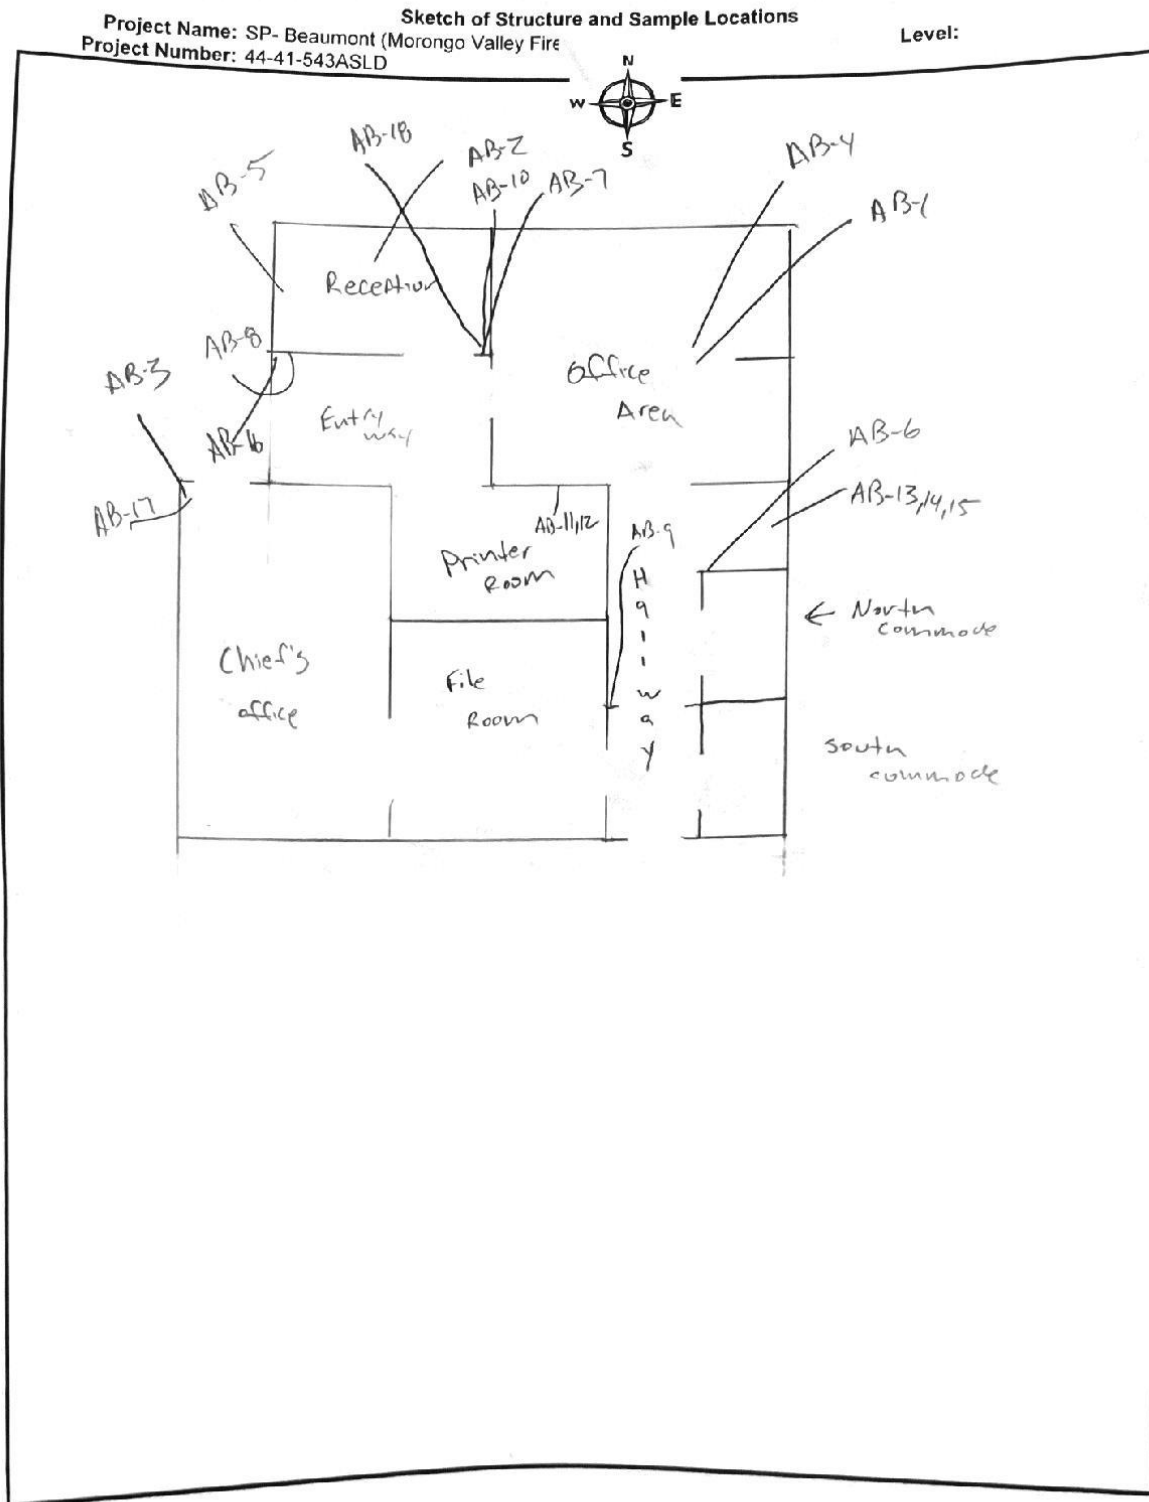 Sketch of Structure and Sample Locations
Project Name: SP- Beaumont (Morongo Valley Fire
Level:
Project Number: 44-41-543ASLD
N
W E
S
AB-18
AB-2
AB-4
AB-5
AB-10
AB-7
AB-1
Reception
AB-8
AB-3
Office
Area
Entry
way
AB-16
AB-6
AB-17
AB-13,14,15
AB-11,12
AB-9
Printer
Room
Hallway
← North
commode
Chief's
office
File
Room
South
commode